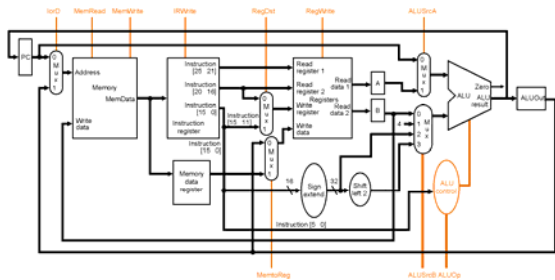 IorD MemRead MemWrite IRWrite RegDst RegWrite ALUSrcA
PC
0
M
u
x
1
Address
Memory
MemData
Write
data
Instruction
[25 21]
Instruction
[20 16]
Instruction
[15 0]
Instruction
register
Instruction
[15 0]
Memory
data
register
[15 11]
0
M
u
x
1
0
M
u
x
1
Read
register 1
Read
register 2
Registers
Write
register
Write
data
Read
data 1
Read
data 2
A
B
4
0
M
u
x
1
0
1 M
u
2 x
3
Zero
ALU
ALU
result
ALUOut
16
Sign
extend
32
Shift
left 2
ALU
control
Instruction [5 0]
MemtoReg
ALUSrcB ALUOp